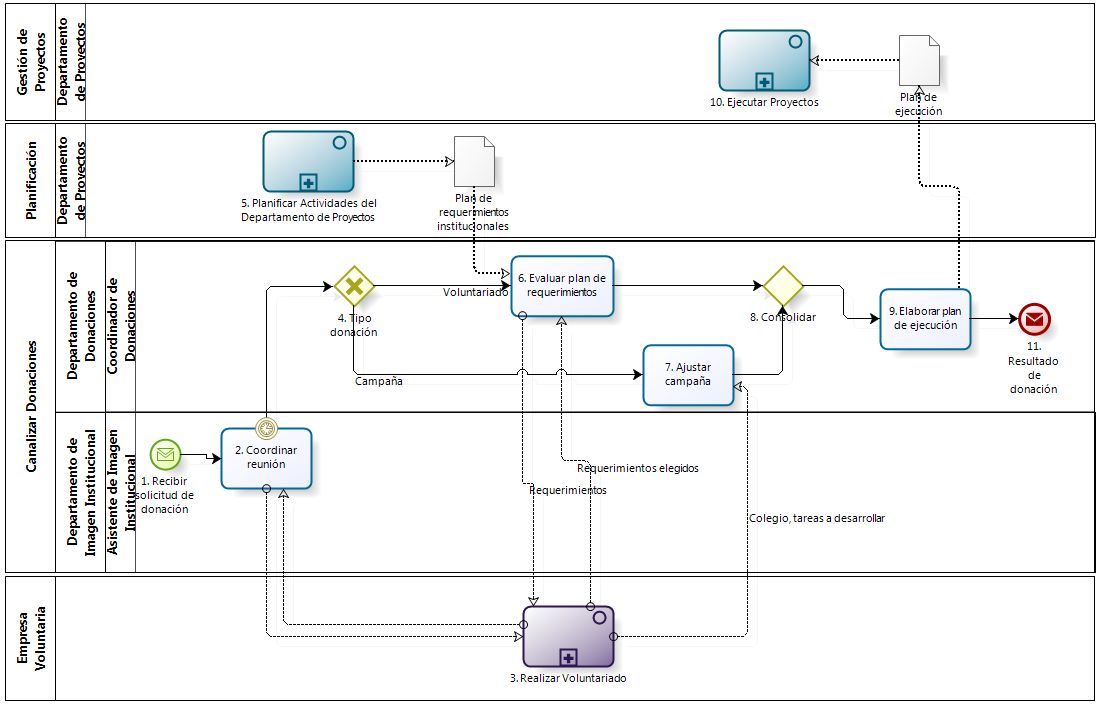 Gestión de
Proyectos
Departamento
de Proyectos
10. Ejecutar Proyectos
Plan de
ejecución
Planificación
Departamento
de Proyectos
5. Planificar Actividades del
Departamento de Proyectos
Plan de
requerimientos
institucionales
Canalizar Donaciones
Departamento de
Donaciones
Coordinador de
Donaciones
4. Tipo
donación
Voluntariado
6. Evaluar plan de
requerimientos
8. Consolidar
9. Elaborar plan
de ejecución
11.
Resultado
de
donación
Campaña
7. Ajustar
campaña
Departamento de
Imagen Institucional
Asistente de Imagen
Institucional
1. Recibir
solicitud de
donación
2. Coordinar
reunión
Requerimientos elegidos
Requerimientos
Colegio, tareas a desarrollar
Empresa
Voluntaria
3. Realizar Voluntariado